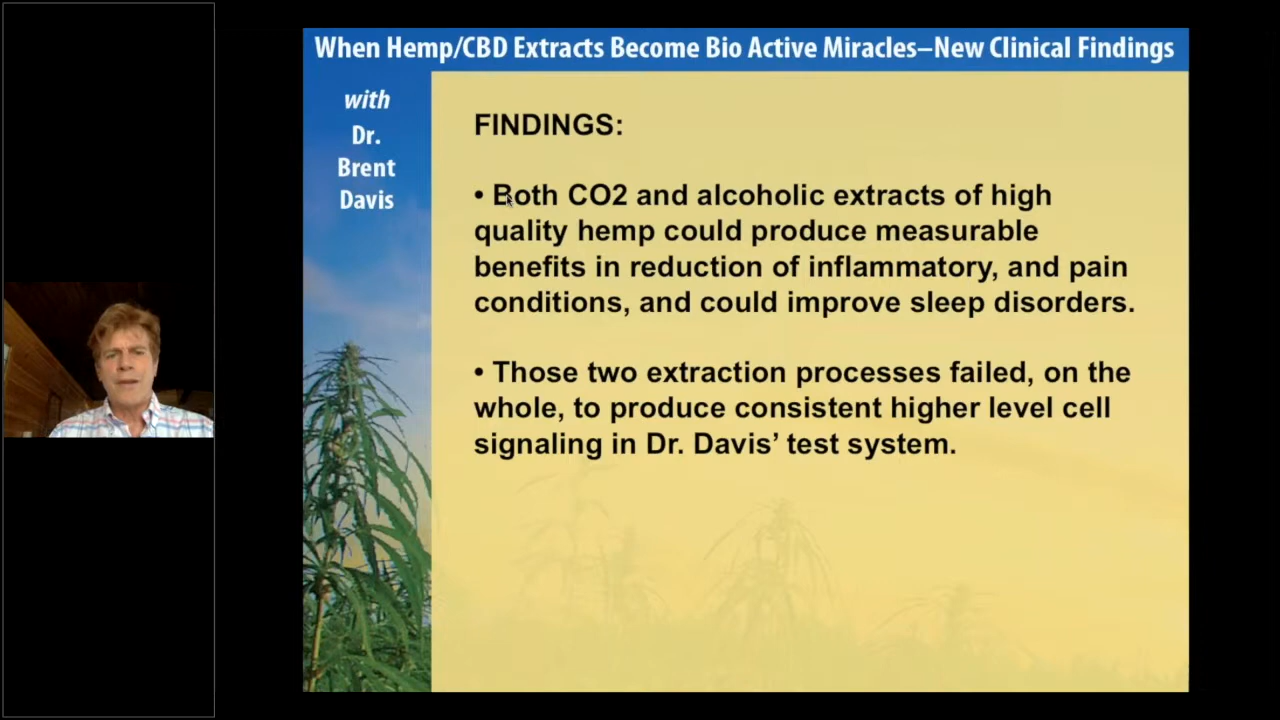 When Hemp/CBD Extracts Become Bio Active Miracles–New Clinical Findings
with
Dr.
Brent
Davis
FINDINGS:
• Both CO2 and alcoholic extracts of high
quality hemp could produce measurable
benefits in reduction of inflammatory, and pain
conditions, and could improve sleep disorders.
• Those two extraction processes failed, on the
whole, to produce consistent higher level cell
signaling in Dr. Davis’ test system.